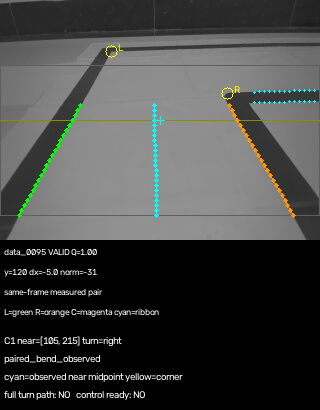 L
R
data_0095 VALID Q=1.00
y=120 dx=-5.0 norm=-31
same-frame measured pair
L=green R=orange C=magenta cyan=ribbon
C1 near=[105, 215] turn=right
paired_bend_observed
cyan=observed near midpoint yellow=corner
full turn path: NO control ready: NO